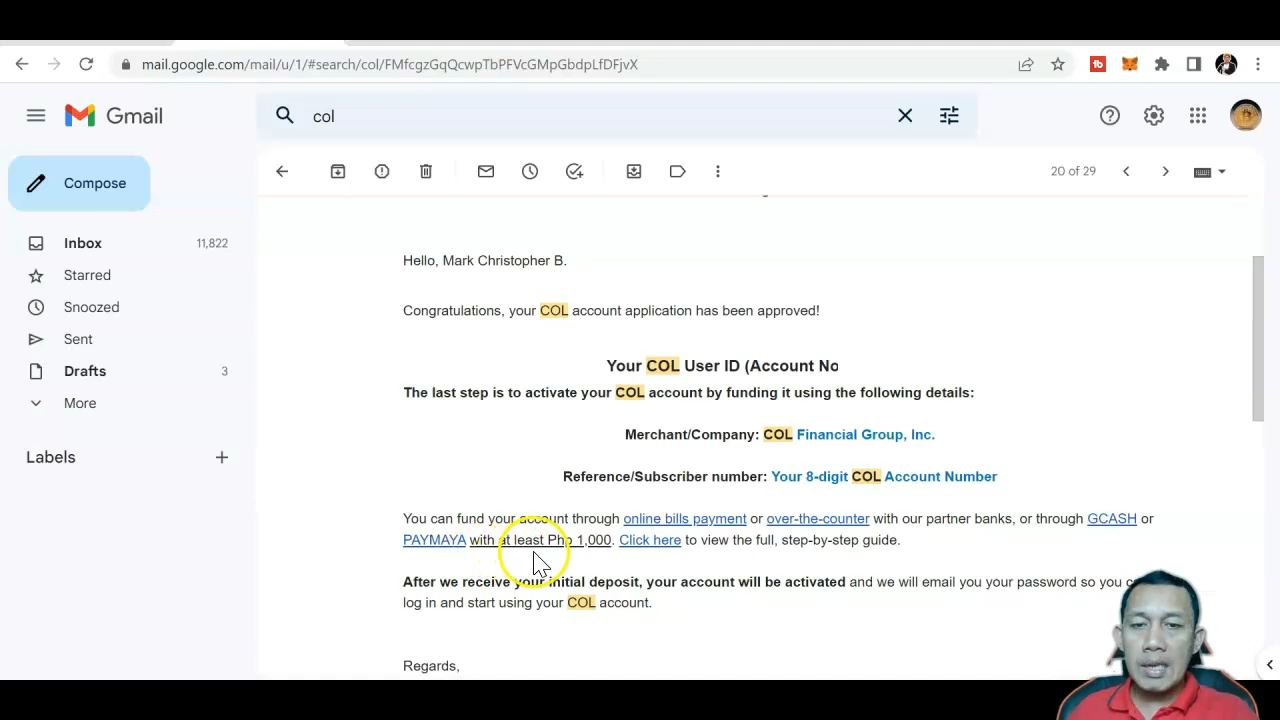 mail.google.com/mail/u/1/#search/col/FMfcgzGqQcwpTbPFVcGMpGbdpLfDFjvX
Gmail
col
Compose
20 of 29
Inbox 11,822
Starred
Snoozed
Sent
Drafts 3
More
Labels
Hello, Mark Christopher B.
Congratulations, your COL account application has been approved!
Your COL User ID (Account No
The last step is to activate your COL account by funding it using the following details:
Merchant/Company: COL Financial Group, Inc.
Reference/Subscriber number: Your 8-digit COL Account Number
You can fund your account through online bills payment or over-the-counter with our partner banks, or through GCASH or
PAYMAYA with at least Php 1,000. Click here to view the full, step-by-step guide.
After we receive your initial deposit, your account will be activated and we will email you your password so you
log in and start using your COL account.
Regards,